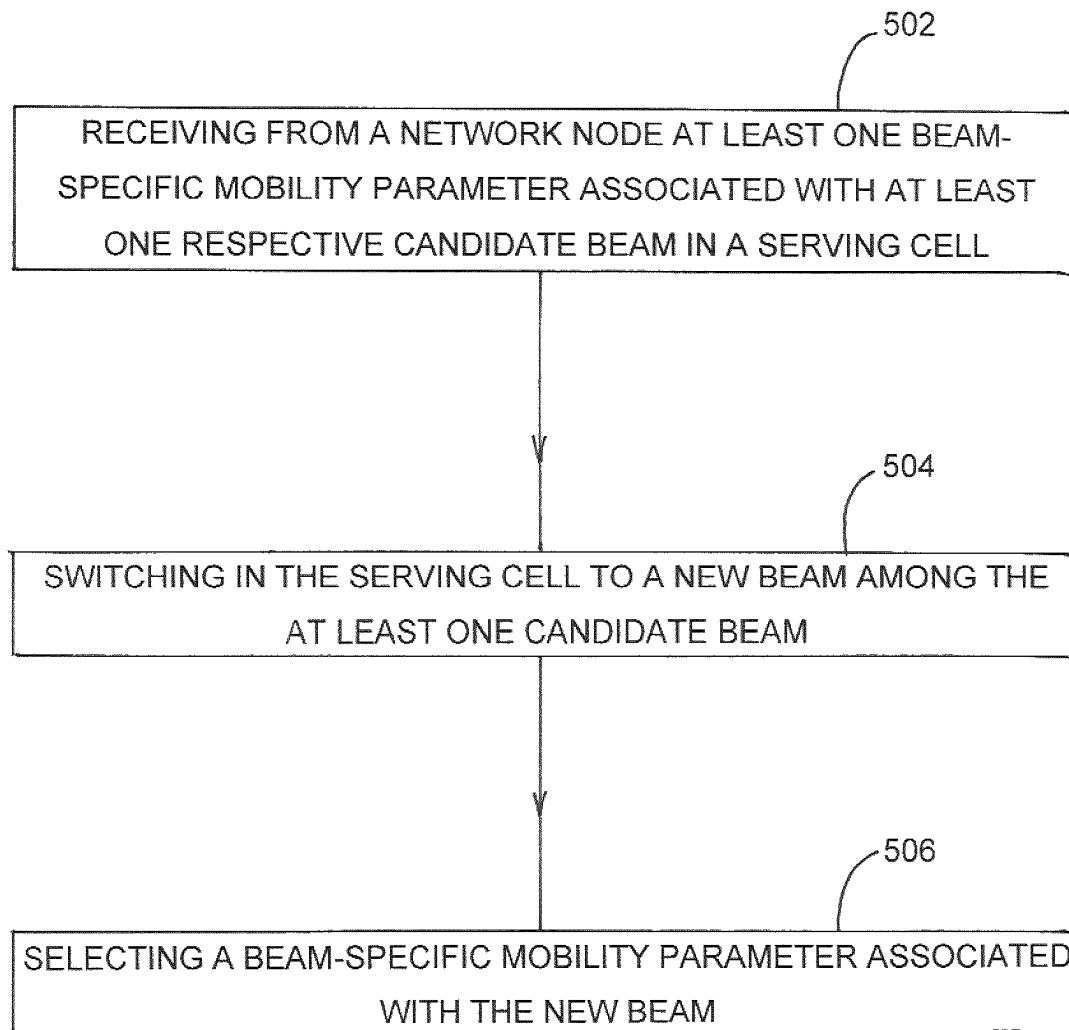 502
RECEIVING FROM A NETWORK NODE AT LEAST ONE BEAM-
SPECIFIC MOBILITY PARAMETER ASSOCIATED WITH AT LEAST
ONE RESPECTIVE CANDIDATE BEAM IN A SERVING CELL
504
SWITCHING IN THE SERVING CELL TO A NEW BEAM AMONG THE
AT LEAST ONE CANDIDATE BEAM
506
SELECTING A BEAM-SPECIFIC MOBILITY PARAMETER ASSOCIATED
WITH THE NEW BEAM